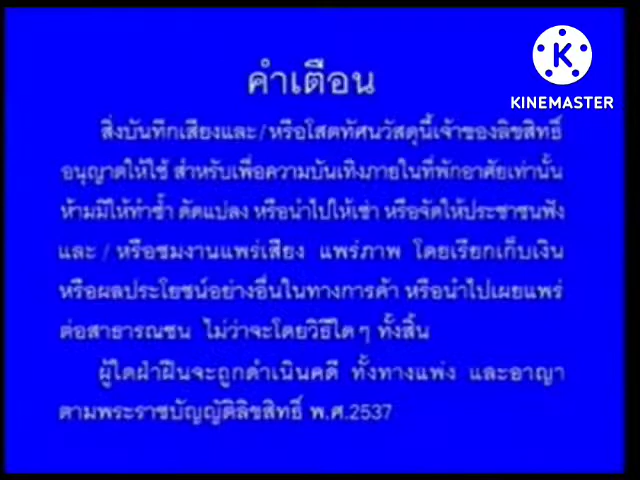 KINEMASTER
คำเตือน
สิ่งบันทึกเสียงและ/หรือโสตทัศนวัสดุนี้เจ้าของลิขสิทธิ์
อนุญาตให้ใช้ สำหรับเพื่อความบันเทิงภายในที่พักอาศัยเท่านั้น
ห้ามมิให้ทำซ้ำ ดัดแปลง หรือนำไปให้เช่า หรือจัดให้ประชาชนฟัง
และ / หรือชมงานแพร่เสียง แพร่ภาพ โดยเรียกเก็บเงิน
หรือผลประโยชน์อย่างอื่นในทางการค้า หรือนำไปเผยแพร่
ต่อสาธารณชน ไม่ว่าจะโดยวิธีใดๆ ทั้งสิ้น
ผู้ใดฝ่าฝืนจะถูกดำเนินคดี ทั้งทางแพ่ง และอาญา
ตามพระราชบัญญัติลิขสิทธิ์ พ.ศ.2537